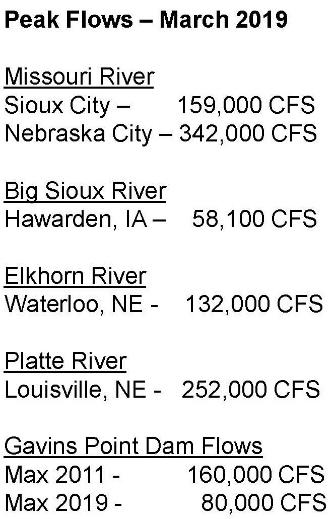 Peak Flows – March 2019
Missouri River
Sioux City – 159,000 CFS
Nebraska City – 342,000 CFS
Big Sioux River
Hawarden, IA – 58,100 CFS
Elkhorn River
Waterloo, NE - 132,000 CFS
Platte River
Louisville, NE - 252,000 CFS
Gavins Point Dam Flows
Max 2011 - 160,000 CFS
Max 2019 - 80,000 CFS